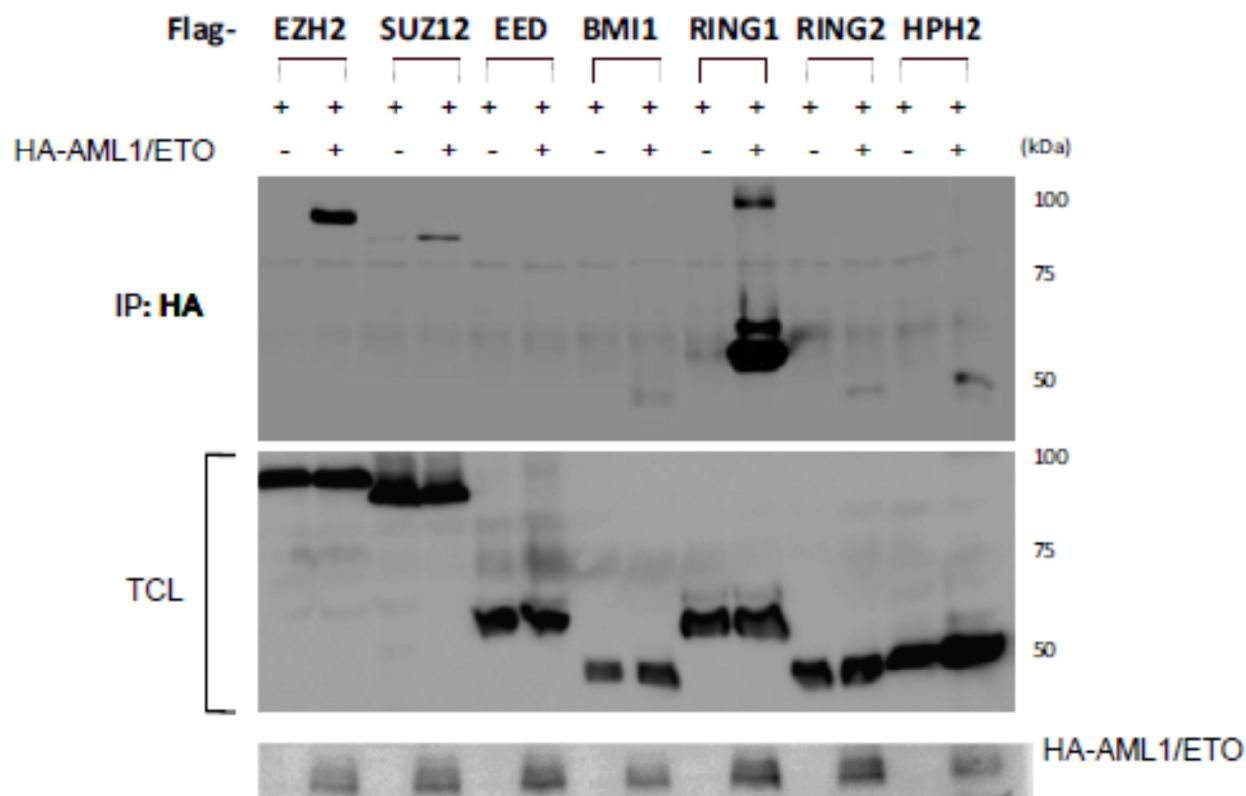 Flag- EZH2 SUZ12 EED BMI1 RING1 RING2 HPH2
+ + + + + + + + + + + + + +
HA-AML1/ETO - + - + - + - + - + - + - + (kDa)
100
75
IP: HA
50
100
75
TCL
50
HA-AML1/ETO